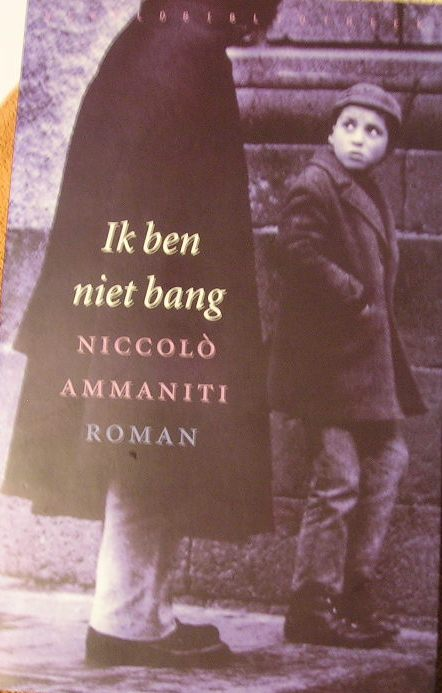 Ik ben
niet bang
NICCOLÒ
AMMANITI
ROMAN